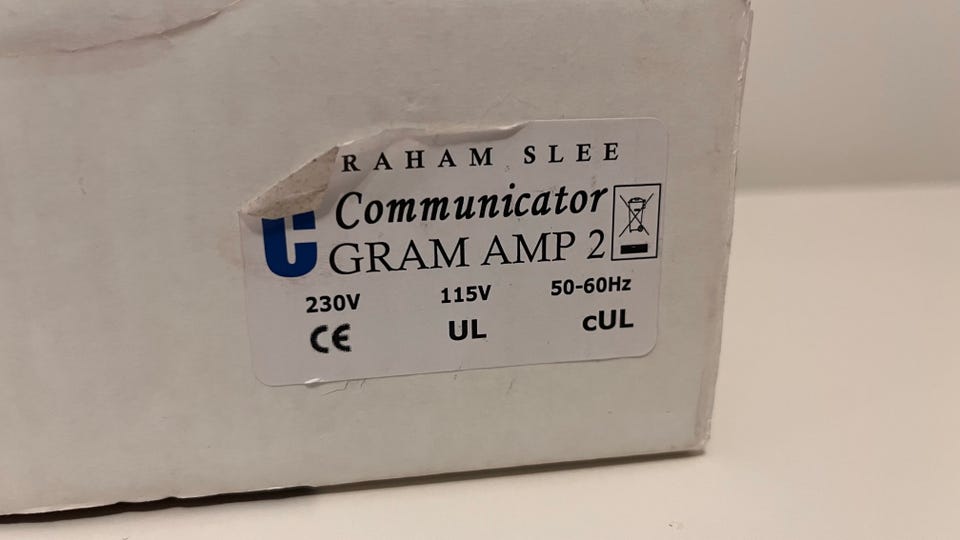 RAHAM SLEE
Communicator
GRAM AMP 2
230V 115V 50-60Hz
CE UL cUL